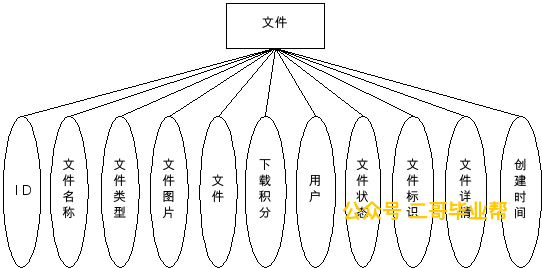 文件
ID
文件名称
文件类型
文件图片
文件
下载积分
用户
文件状态
文件标识
文件详情
创建时间
公众号 二哥毕业帮